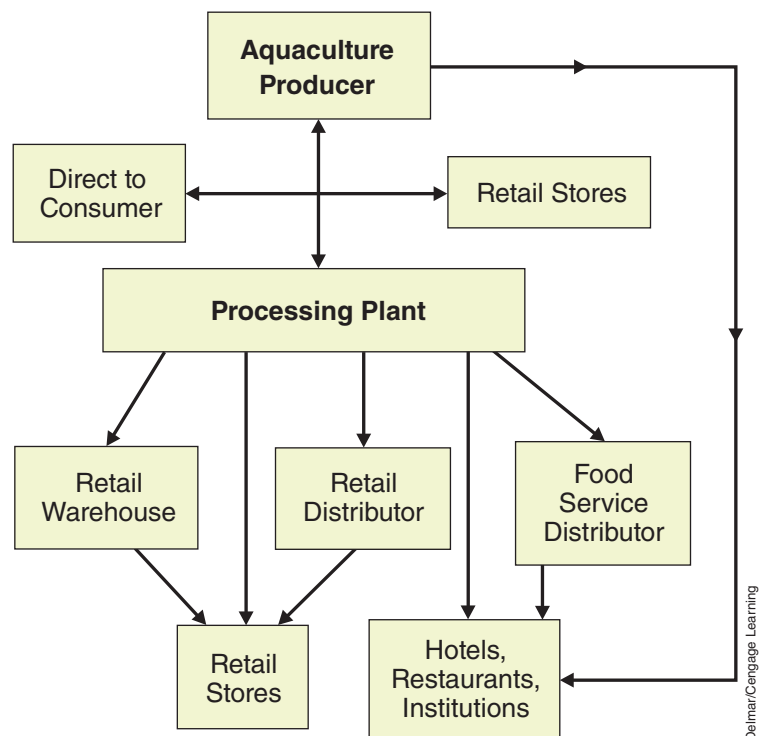 Aquaculture
Producer
Direct to
Consumer
Retail Stores
Processing Plant
Retail
Warehouse
Retail
Distributor
Food
Service
Distributor
Retail
Stores
Hotels,
Restaurants,
Institutions
Delmar/Cengage Learning